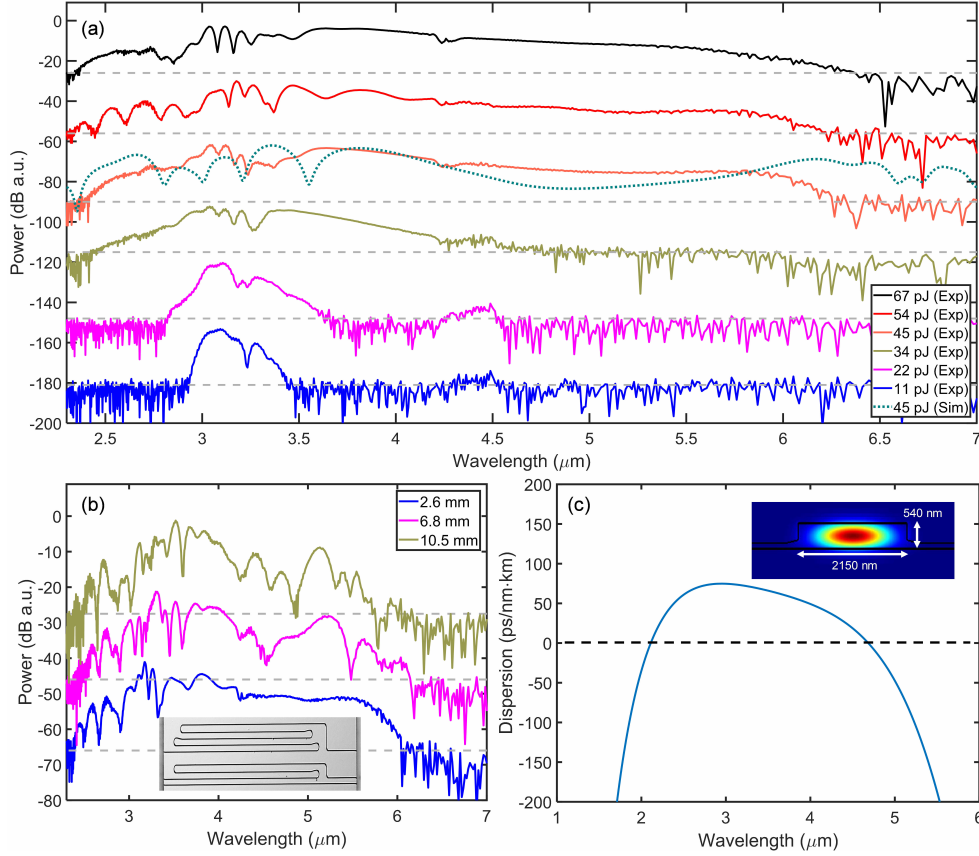 (a)
0
-20
-40
-60
-80
-100
-120
-140
-160
-180
-200
Power (dB a.u.)
67 pJ (Exp)
54 pJ (Exp)
45 pJ (Exp)
34 pJ (Exp)
22 pJ (Exp)
11 pJ (Exp)
45 pJ (Sim)
2.5 3 3.5 4 4.5 5 5.5 6 6.5 7
Wavelength (μm)
(b)
0
-10
-20
-30
-40
-50
-60
-70
-80
Power (dB a.u.)
2.6 mm
6.8 mm
10.5 mm
3 4 5 6 7
Wavelength (μm)
(c)
200
150
100
50
0
-50
-100
-150
-200
Dispersion (ps/nm·km)
540 nm
2150 nm
1 2 3 4 5 6
Wavelength (μm)